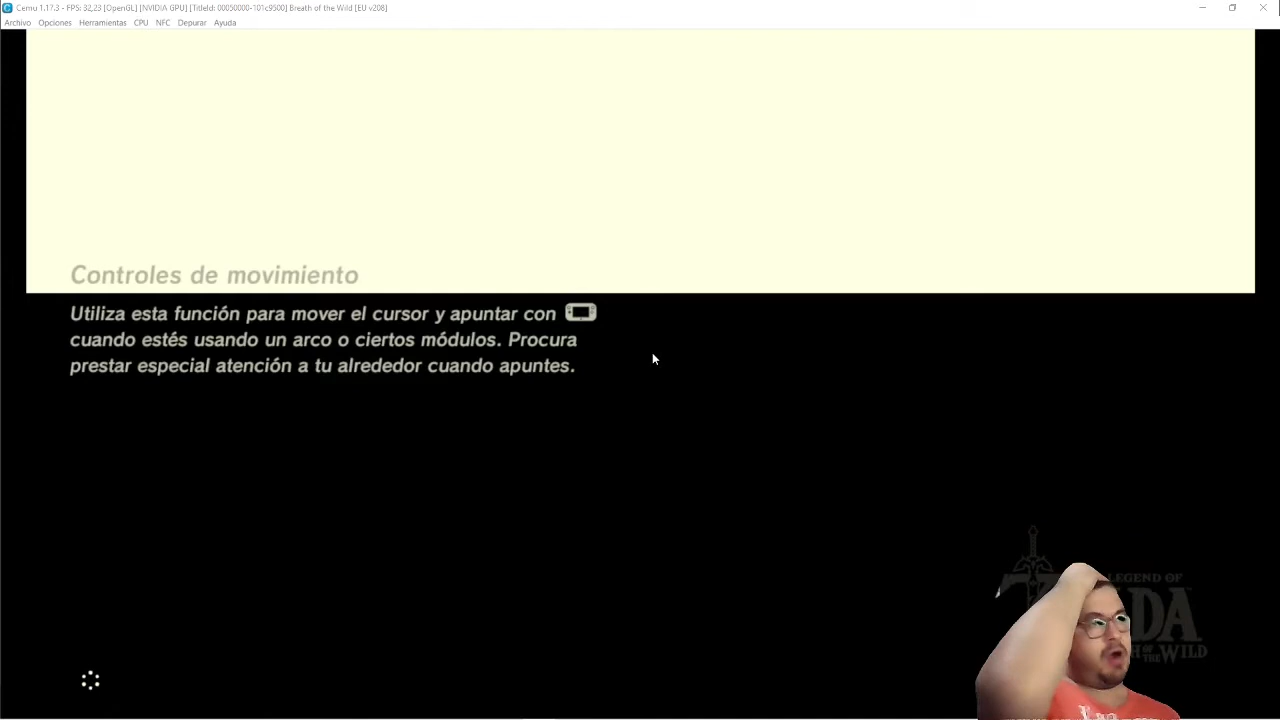 Cemu 1.17.3 - FPS: 32,23 [OpenGL] [NVIDIA GPU] [TitleId: 00050000-101c9500] Breath of the Wild [EU v208]
Archivo Opciones Herramientas CPU NFC Depurar Ayuda
Controles de movimiento
Utiliza esta función para mover el cursor y apuntar con
cuando estés usando un arco o ciertos módulos. Procura
prestar especial atención a tu alrededor cuando apuntes.
LEGEND OF
THE WILD